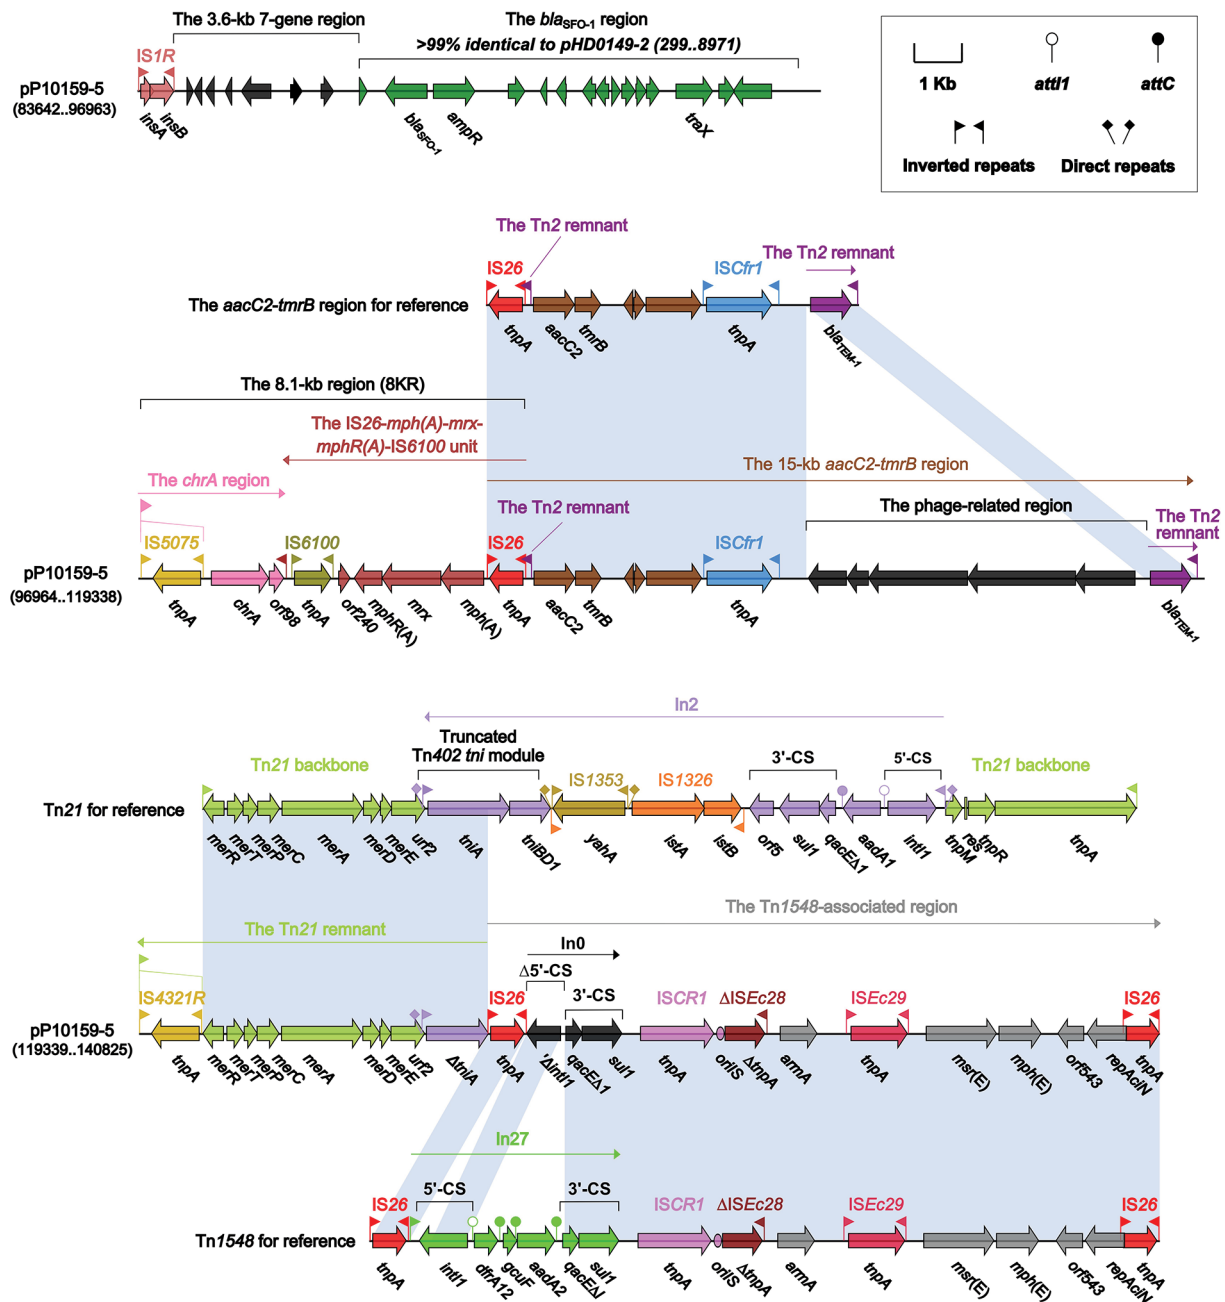 The 3.6-kb 7-gene region
The blaSFO-1 region
>99% identical to pHD0149-2 (299..8971)
IS1R
pP10159-5
(83642..96963)
insA insB blaSFO-1 ampR traX
1 Kb attI1 attC
Inverted repeats Direct repeats
The Tn2 remnant
The Tn2 remnant
IS26 ISCfr1
The aacC2-tmrB region for reference
tnpA aacC2 tmrB tnpA blaTEM-1
The 8.1-kb region (8KR)
The IS26-mph(A)-mrx-
mphR(A)-IS6100 unit
The 15-kb aacC2-tmrB region
The chrA region
The Tn2 remnant
The phage-related region
The Tn2
remnant
IS5075 IS6100 IS26 ISCfr1
pP10159-5
(96964..119338)
tnpA chrA orf98 tnpA orf240 mphR(A) mrx mph(A) tnpA aacC2 tmrB tnpA blaTEM-1
In2
Truncated
Tn402 tni module
Tn21 backbone
IS1353 IS1326
3'-CS 5'-CS
Tn21 backbone
Tn21 for reference
merR merT merP merC merA merD merE urf2 tniA tniBD1 yahA istA istB orf5 sul1 qacEΔ1 aadA1 intI1 tnpM res tnpR tnpA
The Tn21 remnant
The Tn1548-associated region
In0
Δ5'-CS
3'-CS
IS4321R IS26 ISCR1 ΔISEc28 ISEc29 IS26
pP10159-5
(119339..140825)
tnpA merR merT merP merC merA merD merE urf2 ΔtniA tnpA 'ΔintI1 qacEΔ1 sul1 tnpA oriIS ΔtnpA armA tnpA msr(E) mph(E) orf543 repAciN tnpA
In27
5'-CS 3'-CS
IS26 ISCR1 ΔISEc28 ISEc29 IS26
Tn1548 for reference
tnpA intI1 dfrA12 gcuF aadA2 qacEΔI sul1 tnpA oriIS ΔtnpA armA tnpA msr(E) mph(E) orf543 repAciN tnpA